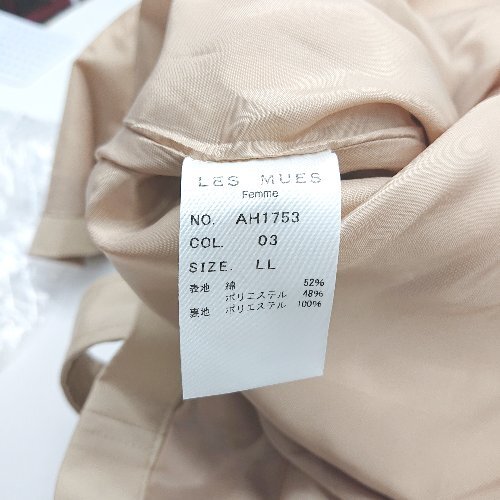 LES MUES
Femme
NO. AH1753
COL. 03
SIZE. LL
表地 綿 52%
ポリエステル 48%
裏地 ポリエステル 100%